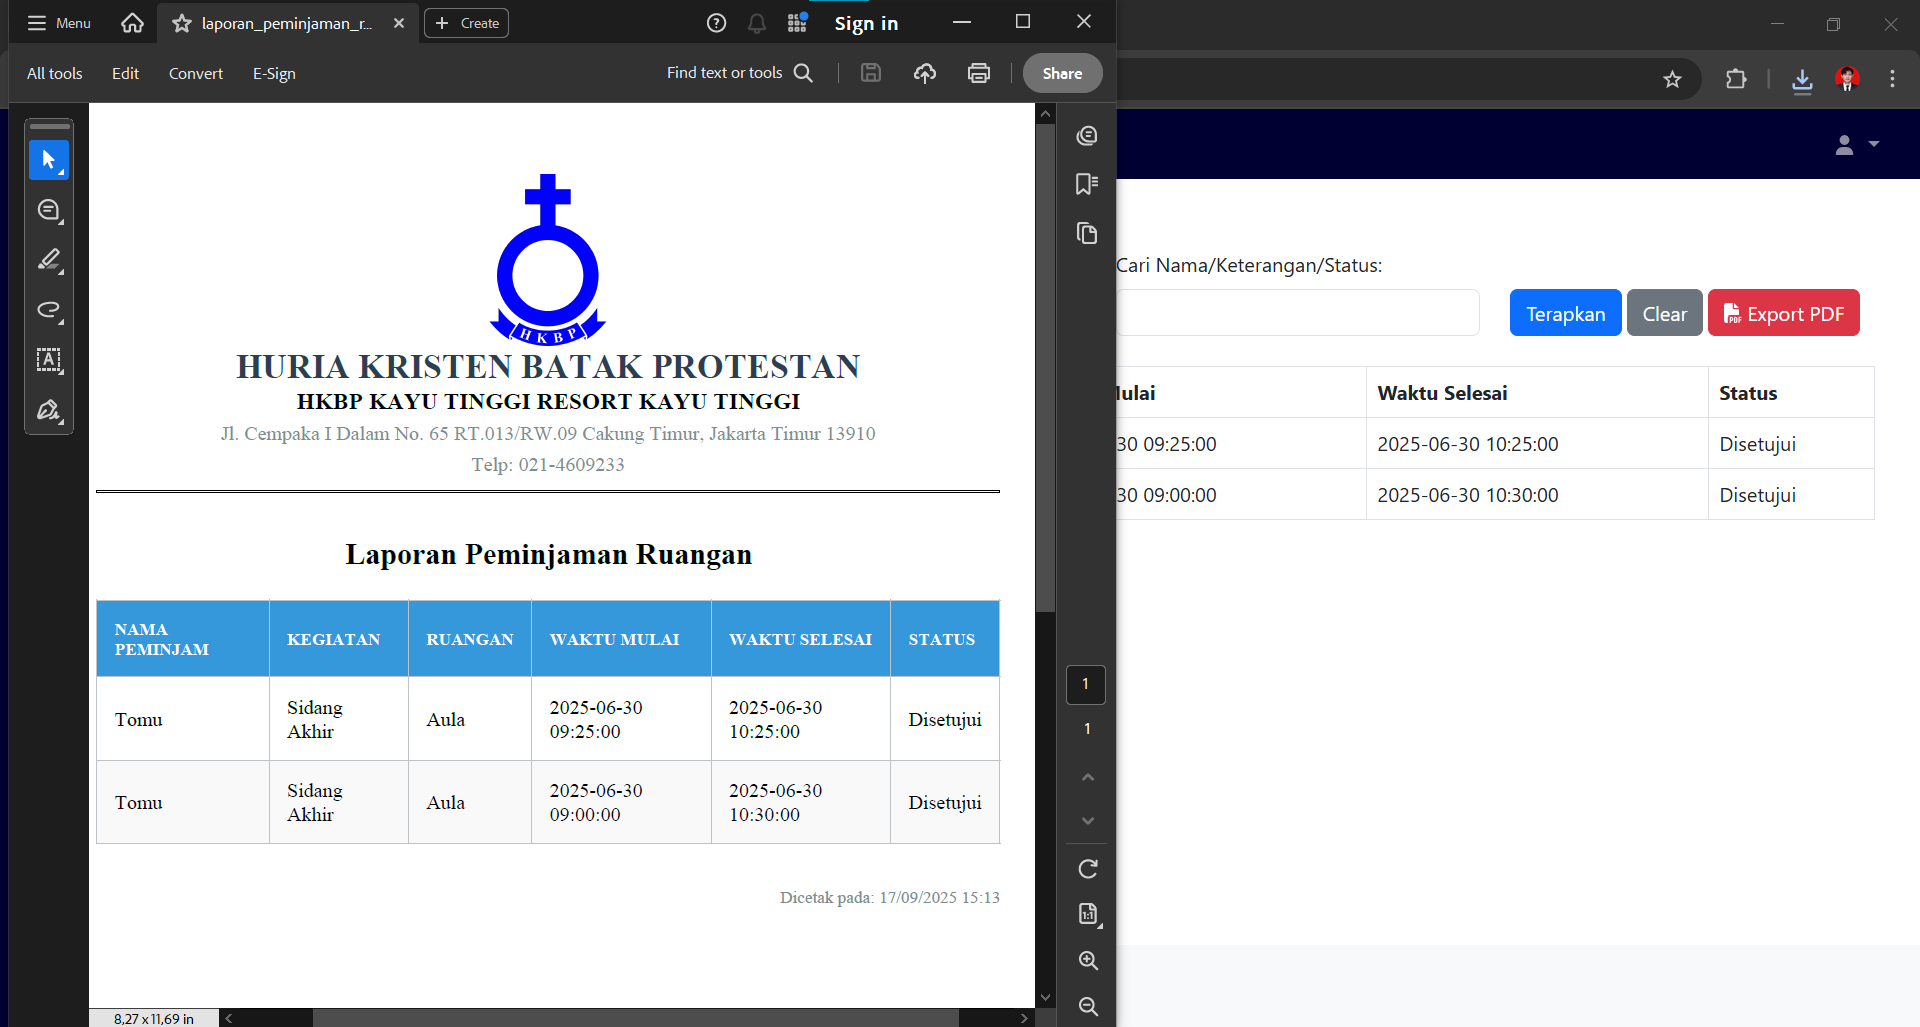 Menu
laporan_peminjaman_r...
Create
Sign in
All tools
Edit
Convert
E-Sign
Find text or tools
Share
HKBP
HURIA KRISTEN BATAK PROTESTAN
HKBP KAYU TINGGI RESORT KAYU TINGGI
Jl. Cempaka I Dalam No. 65 RT.013/RW.09 Cakung Timur, Jakarta Timur 13910
Telp: 021-4609233
Laporan Peminjaman Ruangan
NAMA
PEMINJAM
KEGIATAN
RUANGAN
WAKTU MULAI
WAKTU SELESAI
STATUS
Tomu
Sidang
Akhir
Aula
2025-06-30
09:25:00
2025-06-30
10:25:00
Disetujui
Tomu
Sidang
Akhir
Aula
2025-06-30
09:00:00
2025-06-30
10:30:00
Disetujui
Dicetak pada: 17/09/2025 15:13
8,27 x 11,69 in
1
1
1:1
Cari Nama/Keterangan/Status:
Terapkan
Clear
PDF
Export PDF
ulai
Waktu Selesai
Status
30 09:25:00
2025-06-30 10:25:00
Disetujui
30 09:00:00
2025-06-30 10:30:00
Disetujui